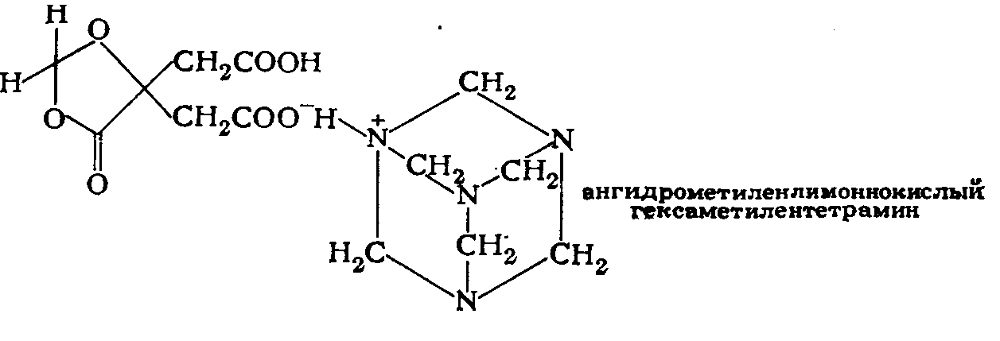 H
O
CH2COOH
H
CH2
O
CH2COO⁻H
+
N
N
CH2
CH2
N
O
ангидрометиленлимоннокислый
гексаметилентетрамин
H2C
CH2
CH2
N